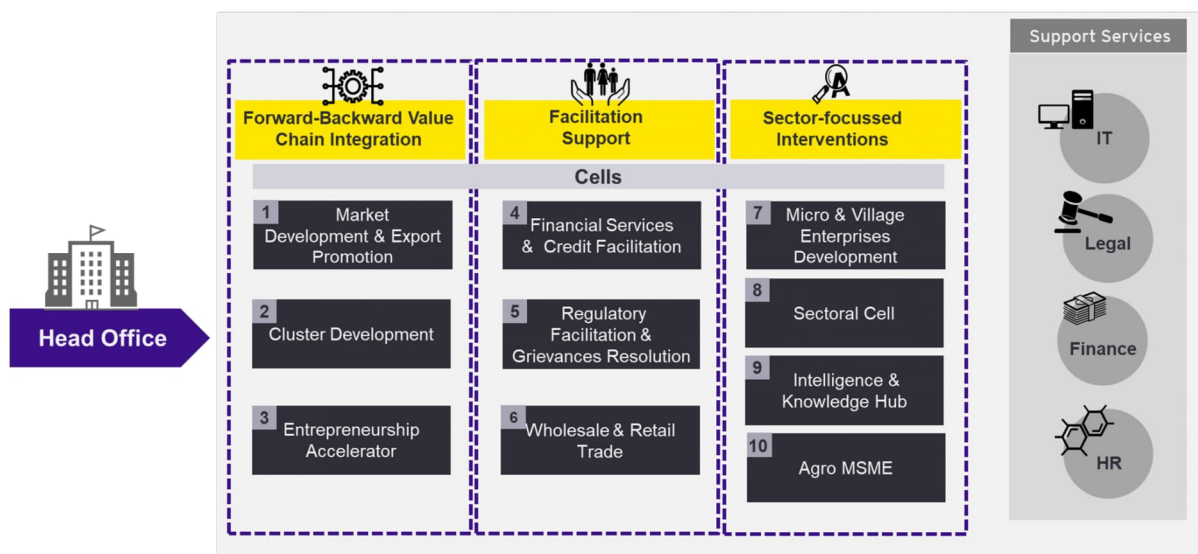 Support Services
Forward-Backward Value
Chain Integration
Facilitation
Support
Sector-focussed
Interventions
Cells
1
Market
Development & Export
Promotion
2
Cluster Development
3
Entrepreneurship
Accelerator
4
Financial Services
& Credit Facilitation
5
Regulatory
Facilitation &
Grievances Resolution
6
Wholesale & Retail
Trade
7
Micro & Village
Enterprises
Development
8
Sectoral Cell
9
Intelligence &
Knowledge Hub
10
Agro MSME
Head Office
IT
Legal
Finance
HR